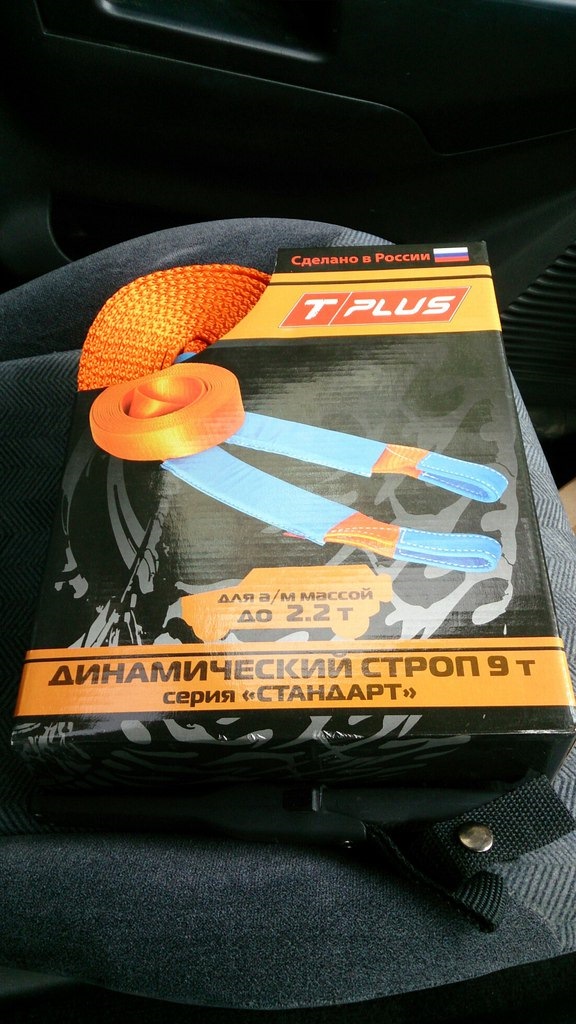 Сделано в России
T PLUS
для а/м массой
до 2.2 т
ДИНАМИЧЕСКИЙ СТРОП 9 т
серия «СТАНДАРТ»